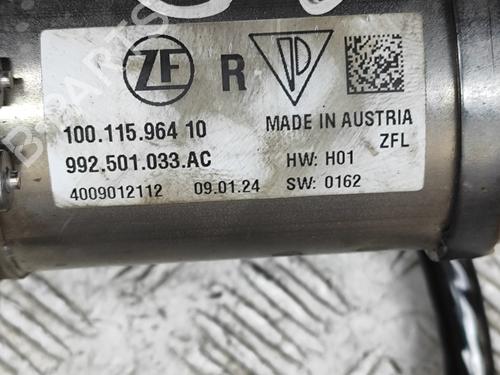 ZF R
100.115.964 10
MADE IN AUSTRIA
992.501.033.AC
ZFL
4009012112 09.01.24
HW: H01
SW: 0162